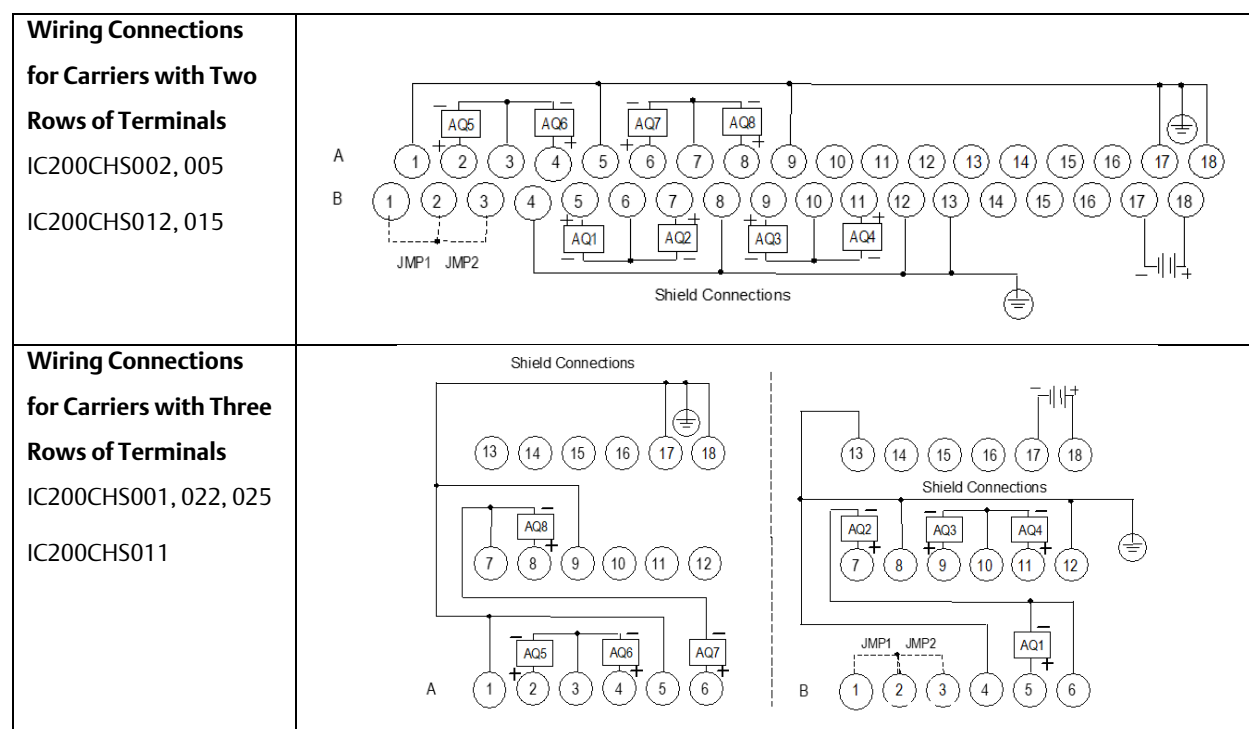 Wiring Connections
for Carriers with Two
Rows of Terminals
IC200CHS002, 005
IC200CHS012, 015
AQ5 AQ6 AQ7 AQ8
A 1 2 3 4 5 6 7 8 9 10 11 12 13 14 15 16 17 18
B 1 2 3 4 5 6 7 8 9 10 11 12 13 14 15 16 17 18
AQ1 AQ2 AQ3 AQ4
JMP1 JMP2
Shield Connections
Wiring Connections
for Carriers with Three
Rows of Terminals
IC200CHS001, 022, 025
IC200CHS011
Shield Connections
13 14 15 16 17 18
AQ8
7 8 9 10 11 12
AQ5 AQ6 AQ7
A 1 2 3 4 5 6
13 14 15 16 17 18
Shield Connections
AQ2 AQ3 AQ4
7 8 9 10 11 12
JMP1 JMP2 AQ1
B 1 2 3 4 5 6